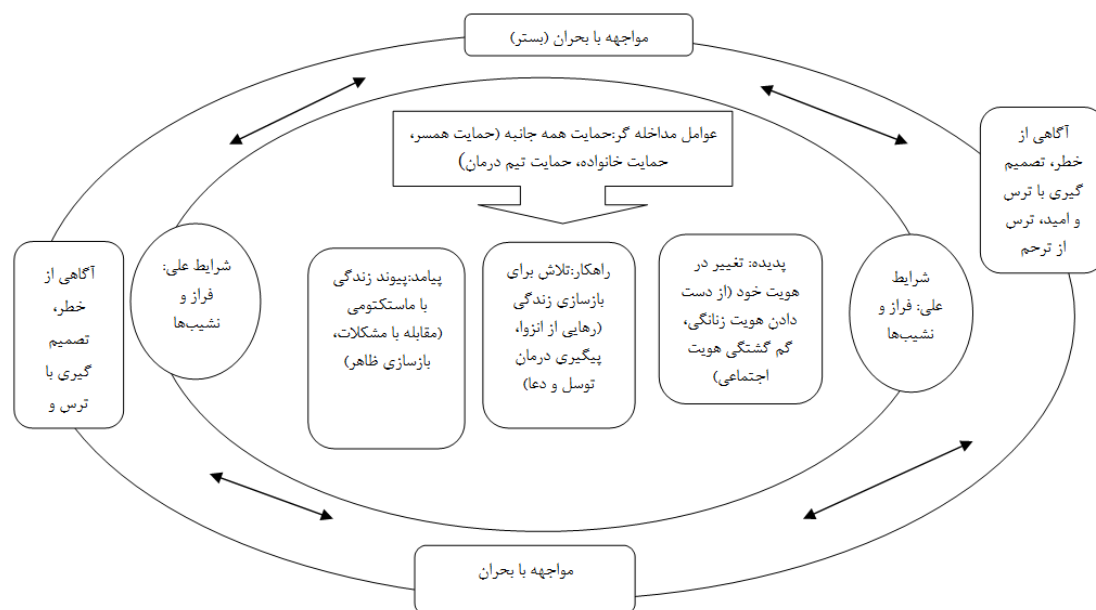 مواجهه با بحران (بستر)
عوامل مداخله گر:حمایت همه جانبه (حمایت همسر،
حمایت خانواده، حمایت تیم درمان)
آگاهی از
خطر، تصمیم
گیری با ترس
و امید، ترس
از ترحم
شرایط
علی: فراز و
نشیب‌ها
پدیده: تغییر در
هویت خود (از دست
دادن هویت زنانگی،
گم گشتگی هویت
اجتماعی)
راهکار:تلاش برای
بازسازی زندگی
(رهایی از انزوا،
پیگیری درمان
توسل و دعا)
پیامد:پیوند زندگی
با ماستکتومی
(مقابله با مشکلات،
بازسازی ظاهر)
شرایط علی:
فراز و
نشیب‌ها
آگاهی از
خطر،
تصمیم
گیری با
ترس و
مواجهه با بحران